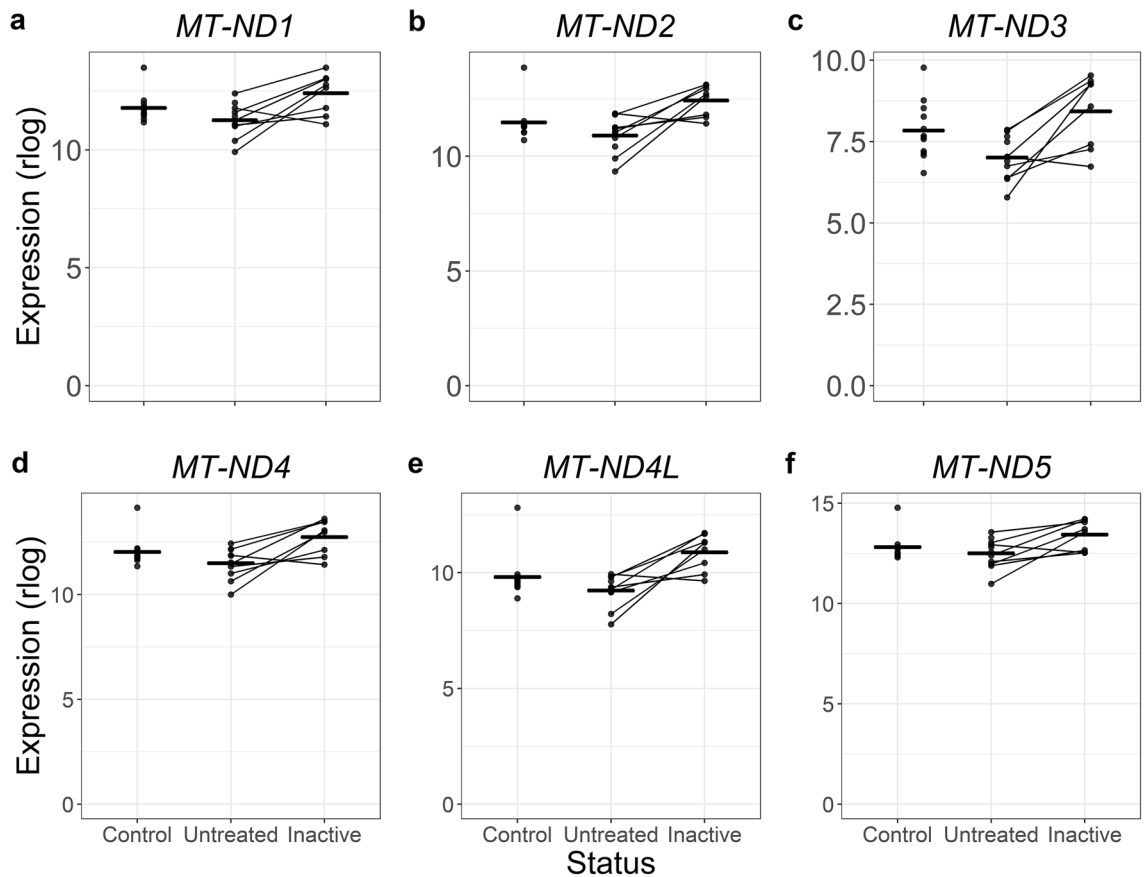 a MT-ND1
b MT-ND2
c MT-ND3
Expression (rlog)
10
5
0
10
5
0
10.0
7.5
5.0
2.5
0.0
d MT-ND4
e MT-ND4L
f MT-ND5
Expression (rlog)
10
5
0
10
5
0
15
10
5
0
Control Untreated Inactive
Control Untreated Inactive
Control Untreated Inactive
Status